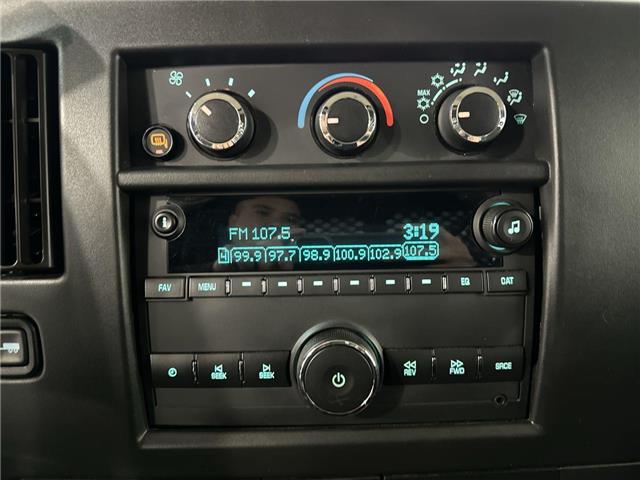 MAX
FM 107.5 3:19
4 99.9 97.7 98.9 100.9 102.9 107.5
FAV MENU EQ CAT
SEEK SEEK REV FWD SRCE